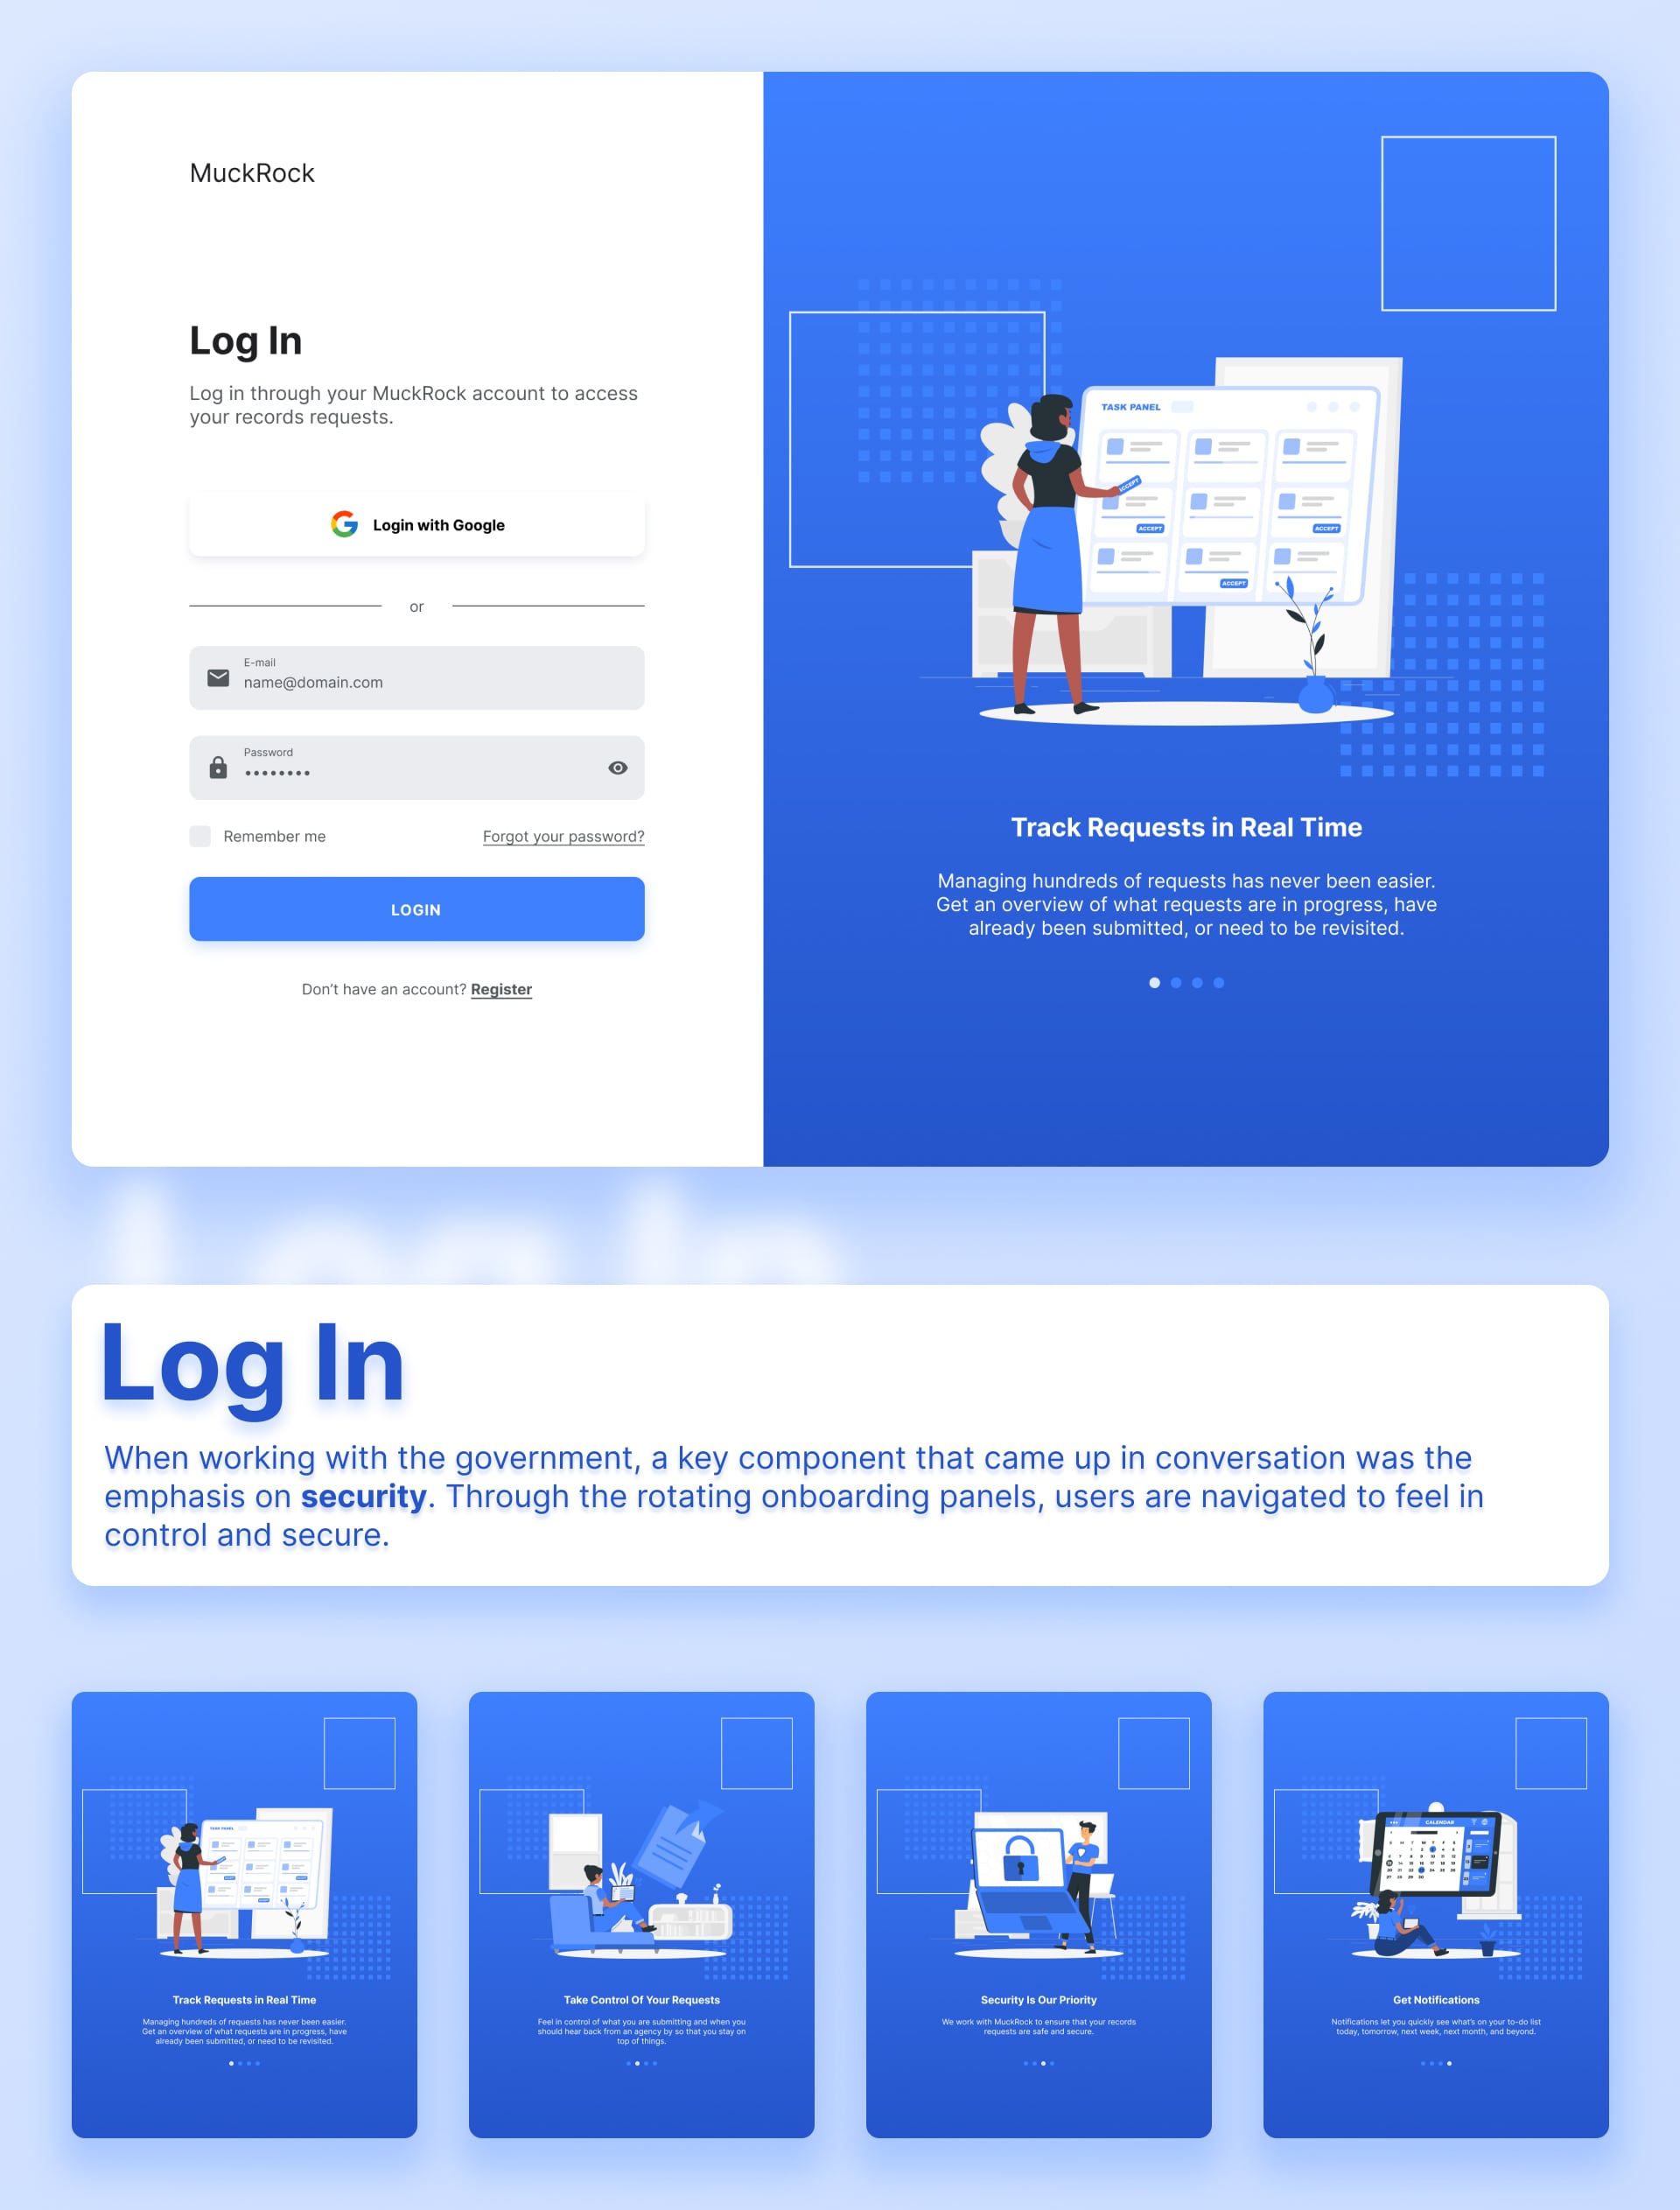 MuckRock
Log In
Log in through your MuckRock account to access
your records requests.
Login with Google
or
E-mail
name@domain.com
Password
••••••••
Remember me
Forgot your password?
LOGIN
Don't have an account? Register
TASK PANEL
ACCEPT
ACCEPT
ACCEPT
ACCEPT
Track Requests in Real Time
Managing hundreds of requests has never been easier.
Get an overview of what requests are in progress, have
already been submitted, or need to be revisited.
Log In
Log In
When working with the government, a key component that came up in conversation was the
emphasis on security. Through the rotating onboarding panels, users are navigated to feel in
control and secure.
TASK PANEL
Track Requests in Real Time
Managing hundreds of requests has never been easier.
Get an overview of what requests are in progress, have
already been submitted, or need to be revisited.
Take Control Of Your Requests
Feel in control of what you are submitting and when you
should hear back from an agency by so that you stay on
top of things.
Security Is Our Priority
We work with MuckRock to ensure that your records
requests are safe and secure.
CALENDAR
Get Notifications
Notifications let you quickly see what's on your to-do list
today, tomorrow, next week, next month, and beyond.